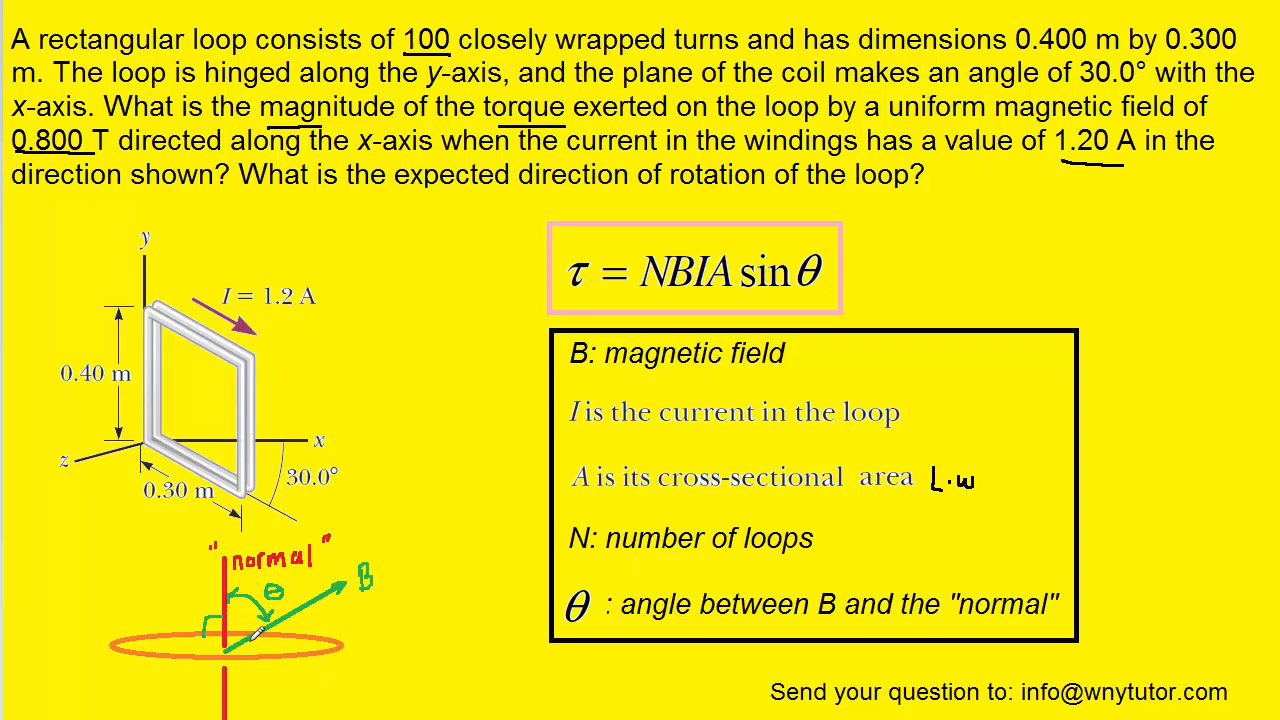 A rectangular loop consists of 100 closely wrapped turns and has dimensions 0.400 m by 0.300
m. The loop is hinged along the y-axis, and the plane of the coil makes an angle of 30.0° with the
x-axis. What is the magnitude of the torque exerted on the loop by a uniform magnetic field of
0.800 T directed along the x-axis when the current in the windings has a value of 1.20 A in the
direction shown? What is the expected direction of rotation of the loop?
y
I = 1.2 A
0.40 m
x
z
30.0°
0.30 m
"normal"
θ
B
τ = NBIA sin θ
B: magnetic field
I is the current in the loop
A is its cross-sectional area L·w
N: number of loops
θ : angle between B and the "normal"
Send your question to: info@wnytutor.com